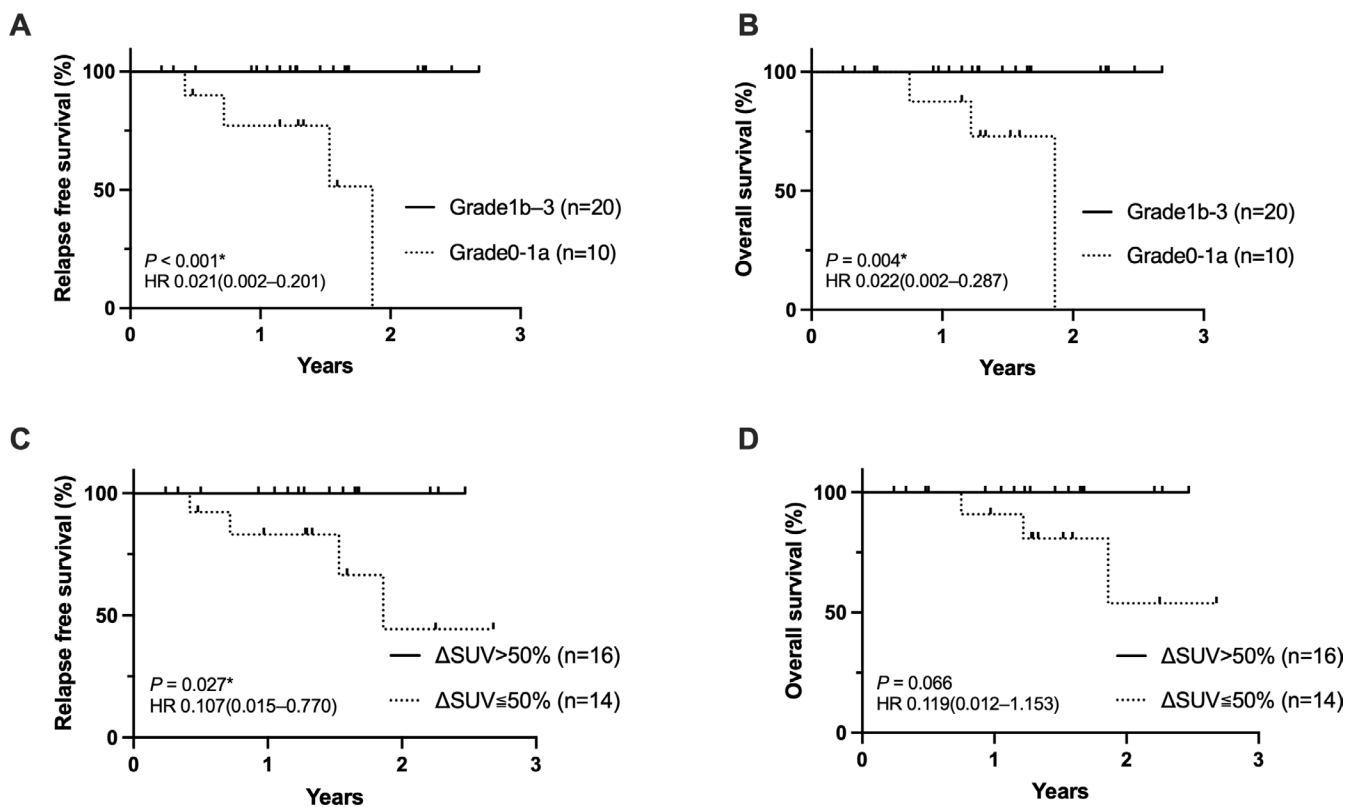 A
Relapse free survival (%)
100
50
0
0 1 2 3
Years
Grade1b–3 (n=20)
Grade0-1a (n=10)
P < 0.001*
HR 0.021(0.002–0.201)
B
Overall survival (%)
100
50
0
0 1 2 3
Years
Grade1b-3 (n=20)
Grade0-1a (n=10)
P = 0.004*
HR 0.022(0.002–0.287)
C
Relapse free survival (%)
100
50
0
0 1 2 3
Years
ΔSUV>50% (n=16)
ΔSUV≦50% (n=14)
P = 0.027*
HR 0.107(0.015–0.770)
D
Overall survival (%)
100
50
0
0 1 2 3
Years
ΔSUV>50% (n=16)
ΔSUV≦50% (n=14)
P = 0.066
HR 0.119(0.012–1.153)